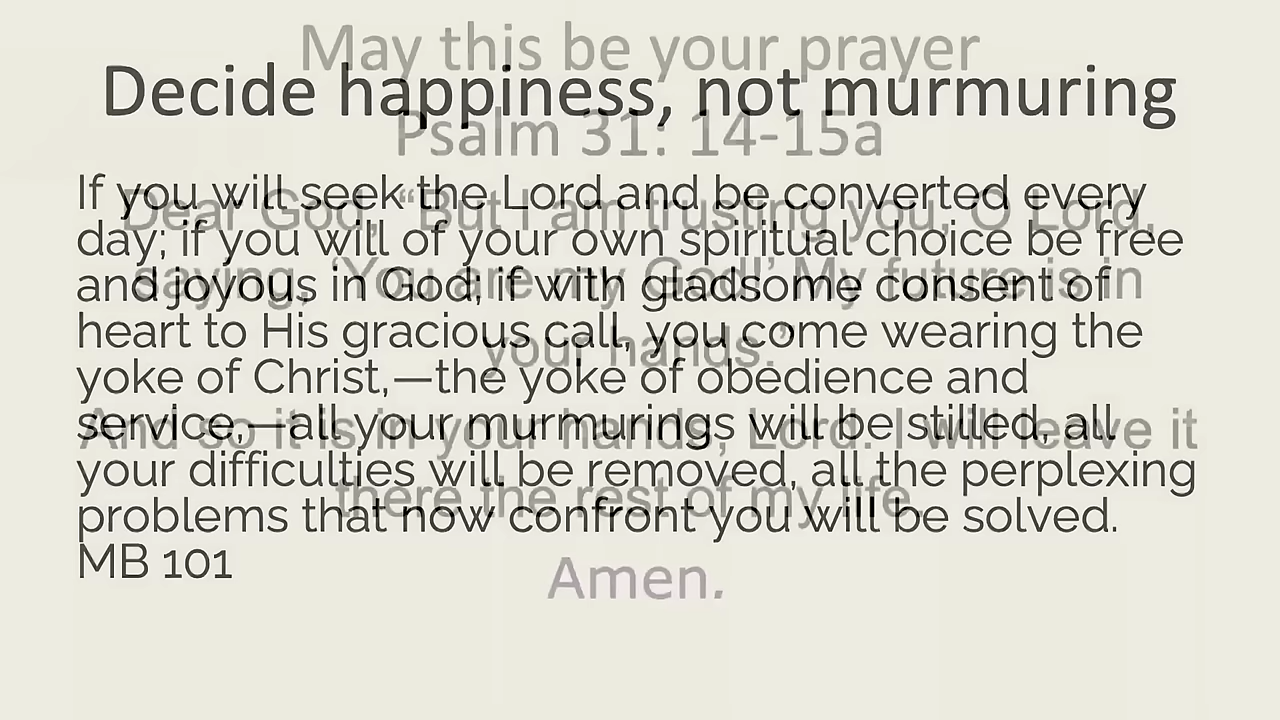 May this be your prayer
Decide happiness, not murmuring
Psalm 31: 14-15a
If you will seek the Lord and be converted every
day; if you will of your own spiritual choice be free
and joyous in God; if with gladsome consent of
heart to His gracious call, you come wearing the
yoke of Christ,—the yoke of obedience and
service,—all your murmurings will be stilled, all
your difficulties will be removed, all the perplexing
problems that now confront you will be solved.
MB 101
Dear God, “But I am trusting you, O Lord,
saying, ‘You are my God!’ My future is in
your hands.”
And so it is in your hands, Lord. I will leave it
there the rest of my life.
Amen.